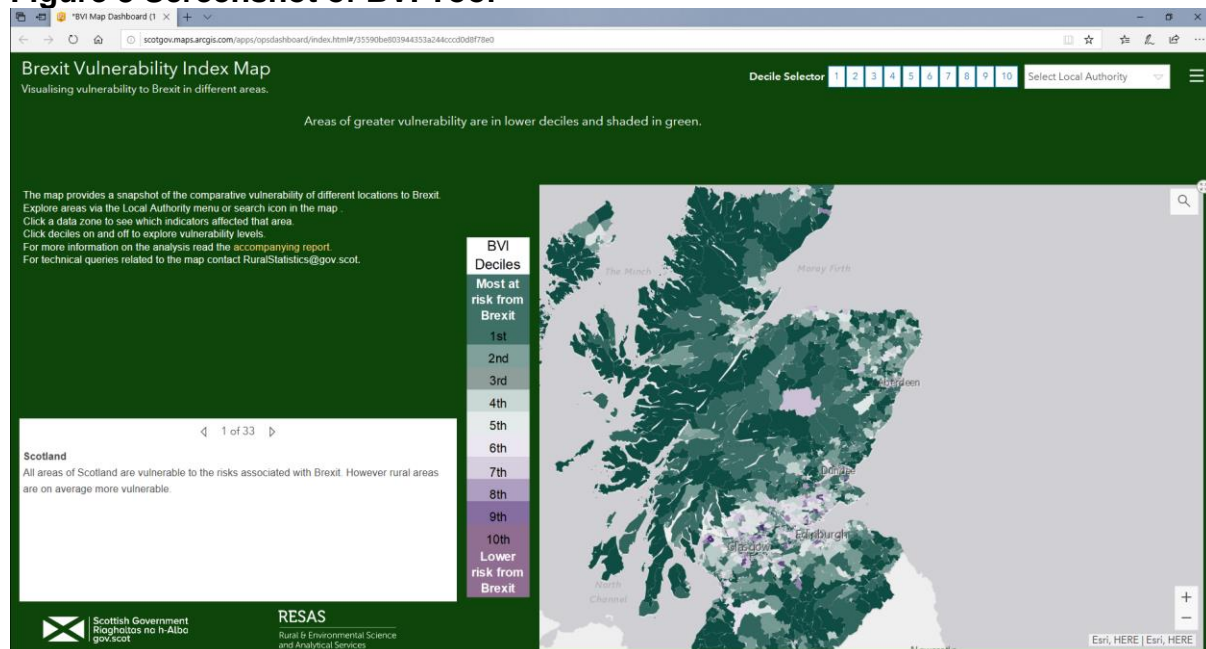 *BVI Map Dashboard (1
scotgov.maps.arcgis.com/apps/opsdashboard/index.html#/35590be803944353a244cccd0d8f78e0
Brexit Vulnerability Index Map
Visualising vulnerability to Brexit in different areas.
Decile Selector 1 2 3 4 5 6 7 8 9 10 Select Local Authority
Areas of greater vulnerability are in lower deciles and shaded in green.
The map provides a snapshot of the comparative vulnerability of different locations to Brexit.
Explore areas via the Local Authority menu or search icon in the map .
Click a data zone to see which indicators affected that area.
Click deciles on and off to explore vulnerability levels.
For more information on the analysis read the accompanying report.
For technical queries related to the map contact RuralStatistics@gov.scot.
BVI
Deciles
Most at
risk from
Brexit
1st
2nd
3rd
4th
5th
6th
7th
8th
9th
10th
Lower
risk from
Brexit
1 of 33
Scotland
All areas of Scotland are vulnerable to the risks associated with Brexit. However rural areas
are on average more vulnerable.
The Minch
Moray Firth
Aberdeen
Dundee
Edinburgh
Glasgow
North
Channel
Scottish Government
Riaghaltas na h-Alba
gov.scot
RESAS
Rural & Environmental Science
and Analytical Services
Esri, HERE | Esri, HERE